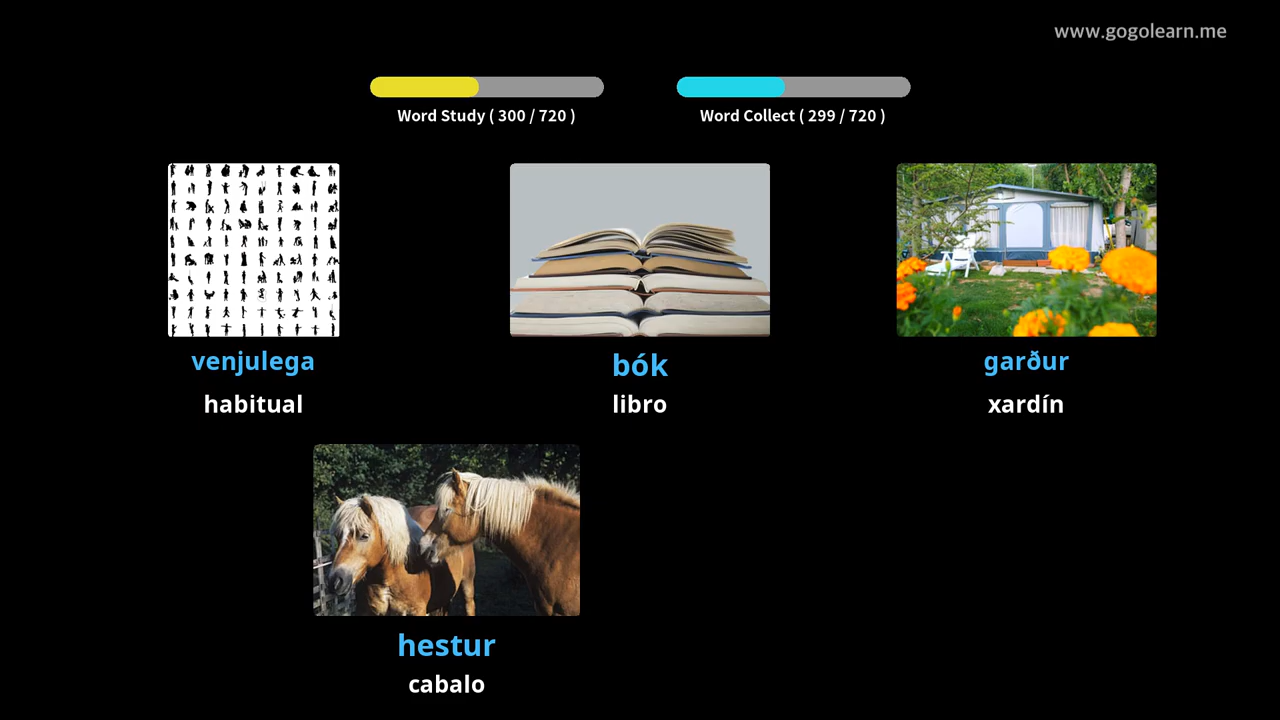 www.gogolearn.me
Word Study ( 300 / 720 )
Word Collect ( 299 / 720 )
venjulega
habitual
bók
libro
garður
xardín
hestur
cabalo